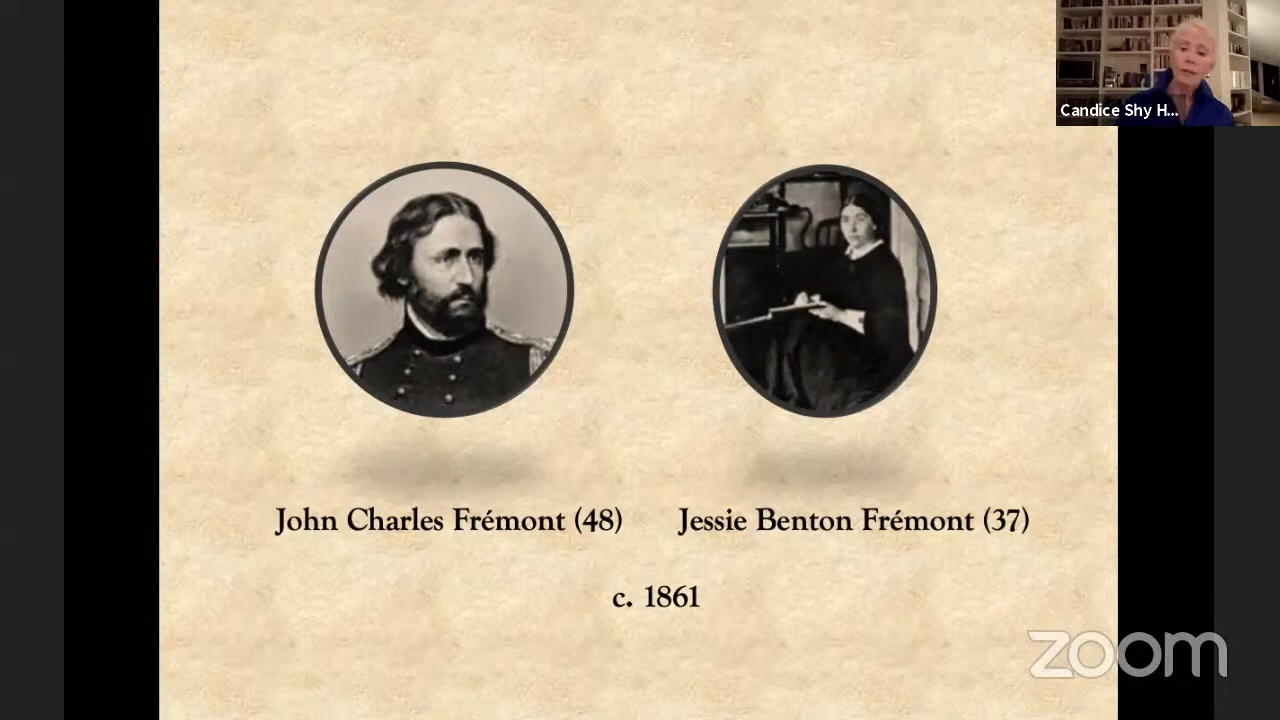 Candice Shy H...
John Charles Frémont (48)
Jessie Benton Frémont (37)
c. 1861
zoom